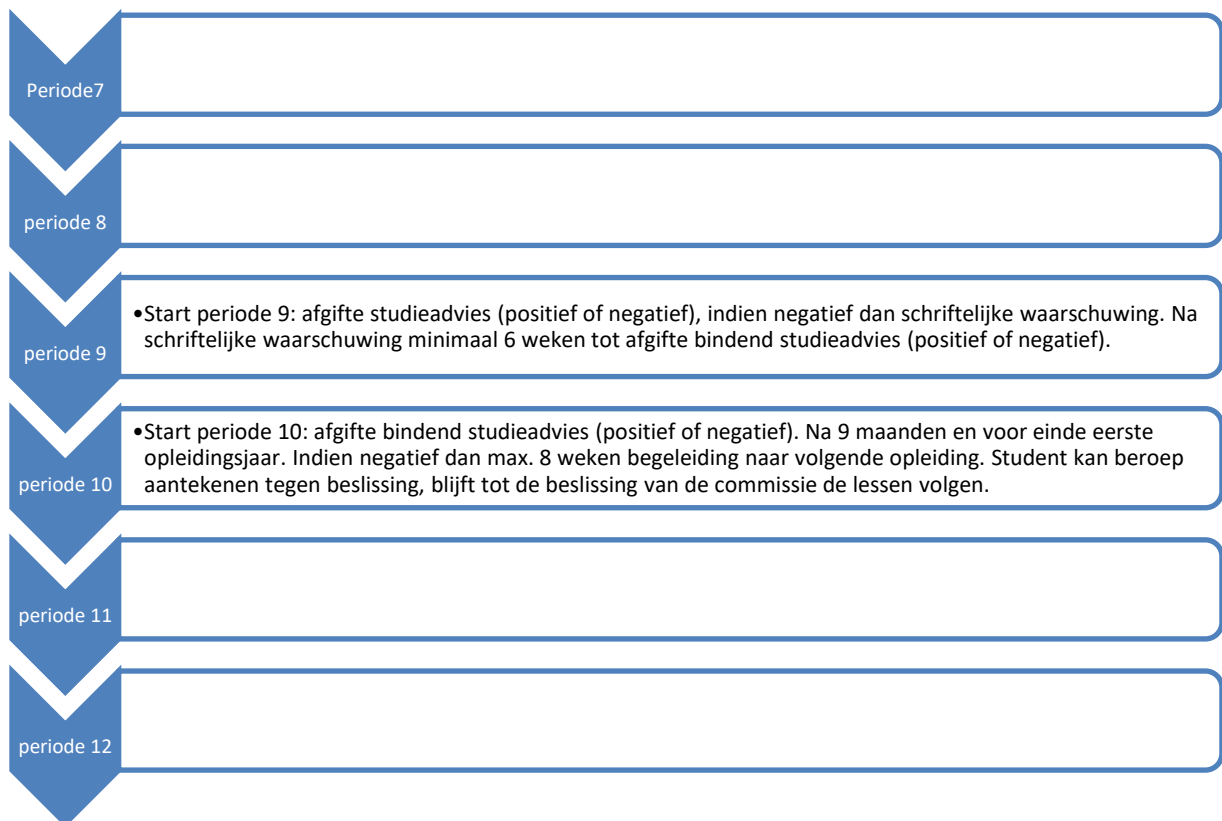 Periode7
periode 8
periode 9
•Start periode 9: afgifte studieadvies (positief of negatief), indien negatief dan schriftelijke waarschuwing. Na
schriftelijke waarschuwing minimaal 6 weken tot afgifte bindend studieadvies (positief of negatief).
periode 10
•Start periode 10: afgifte bindend studieadvies (positief of negatief). Na 9 maanden en voor einde eerste
opleidingsjaar. Indien negatief dan max. 8 weken begeleiding naar volgende opleiding. Student kan beroep
aantekenen tegen beslissing, blijft tot de beslissing van de commissie de lessen volgen.
periode 11
periode 12